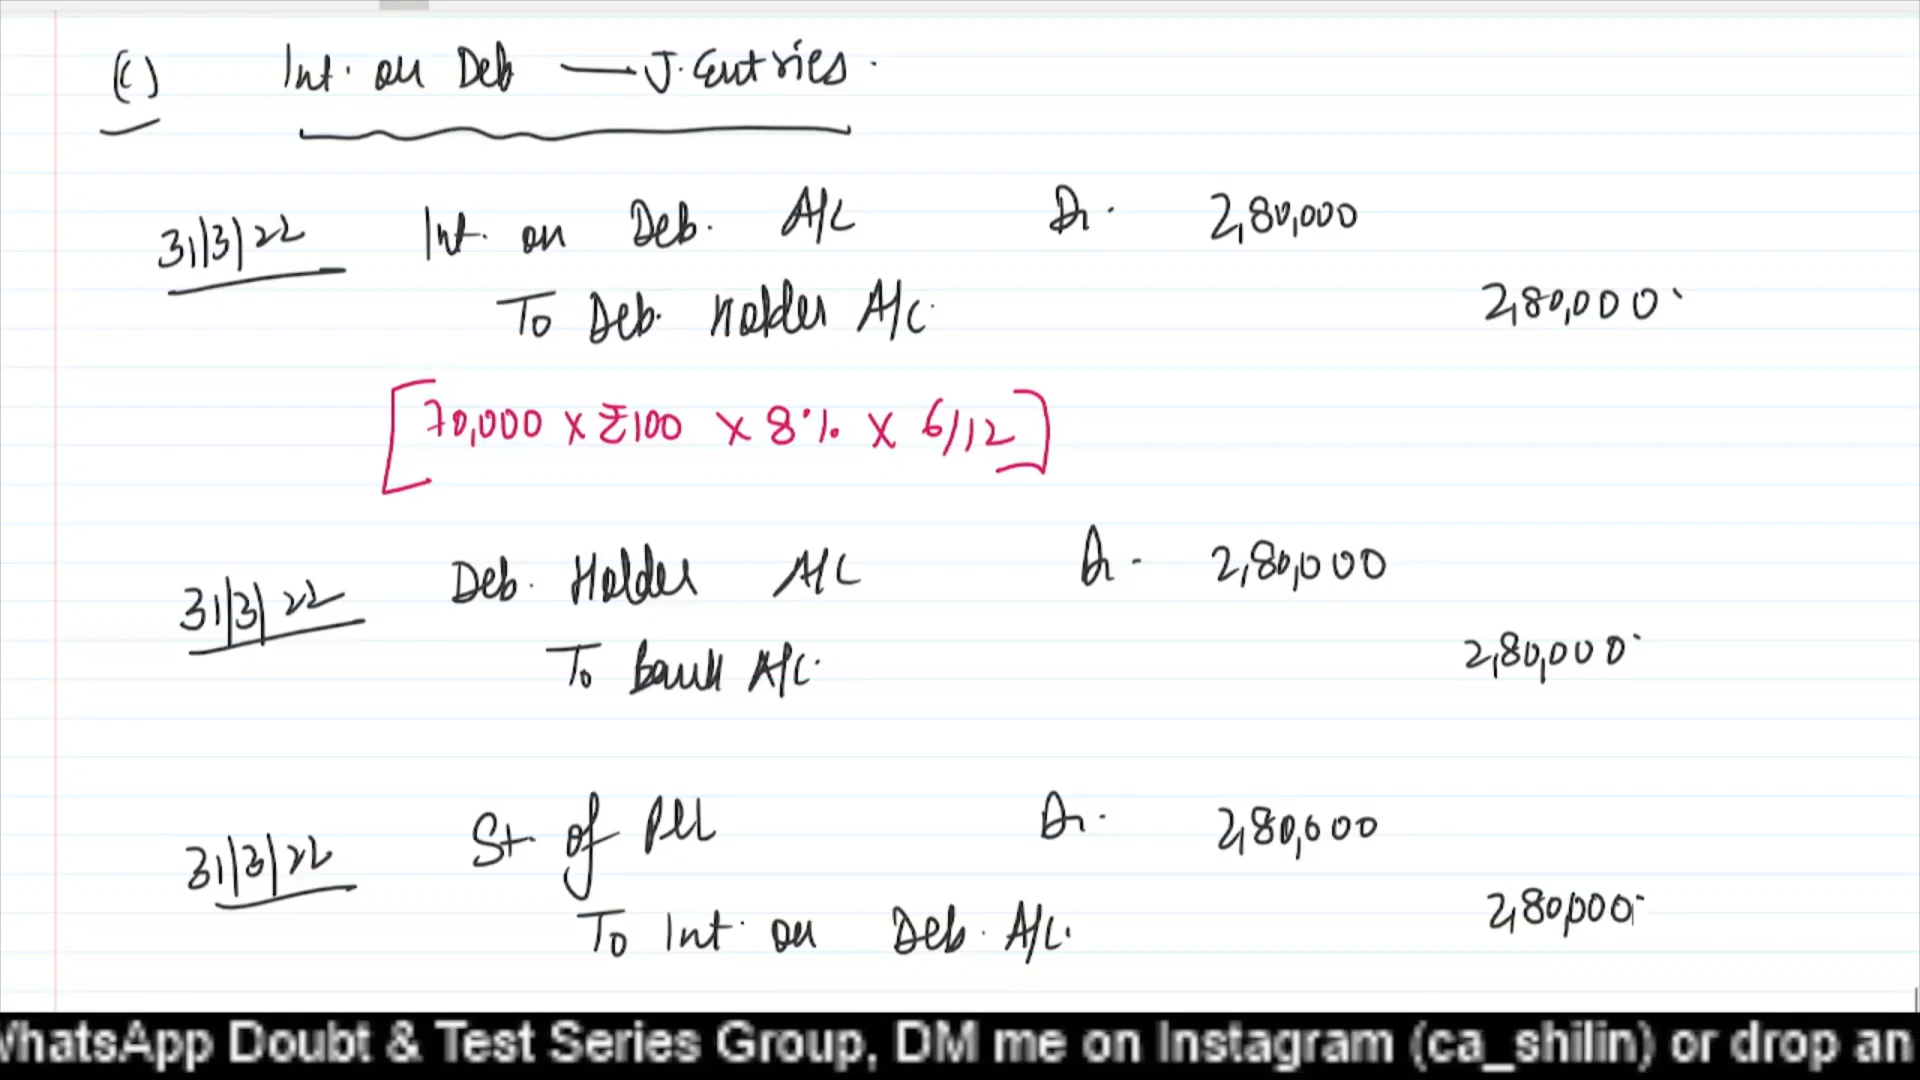 (C) Int. on Deb — J. Entries.
31/3/22 Int. on Deb. A/C Dr. 2,80,000
To Deb. Holder A/c. 2,80,000
[70,000 x ₹100 x 8% x 6/12]
31/3/22 Deb. Holder A/C Dr. 2,80,000
To Bank A/c. 2,80,000
31/3/22 St. of P&L Dr. 2,80,000
To Int. on Deb. A/c. 2,80,000
WhatsApp Doubt & Test Series Group, DM me on Instagram (ca_shilin) or drop an